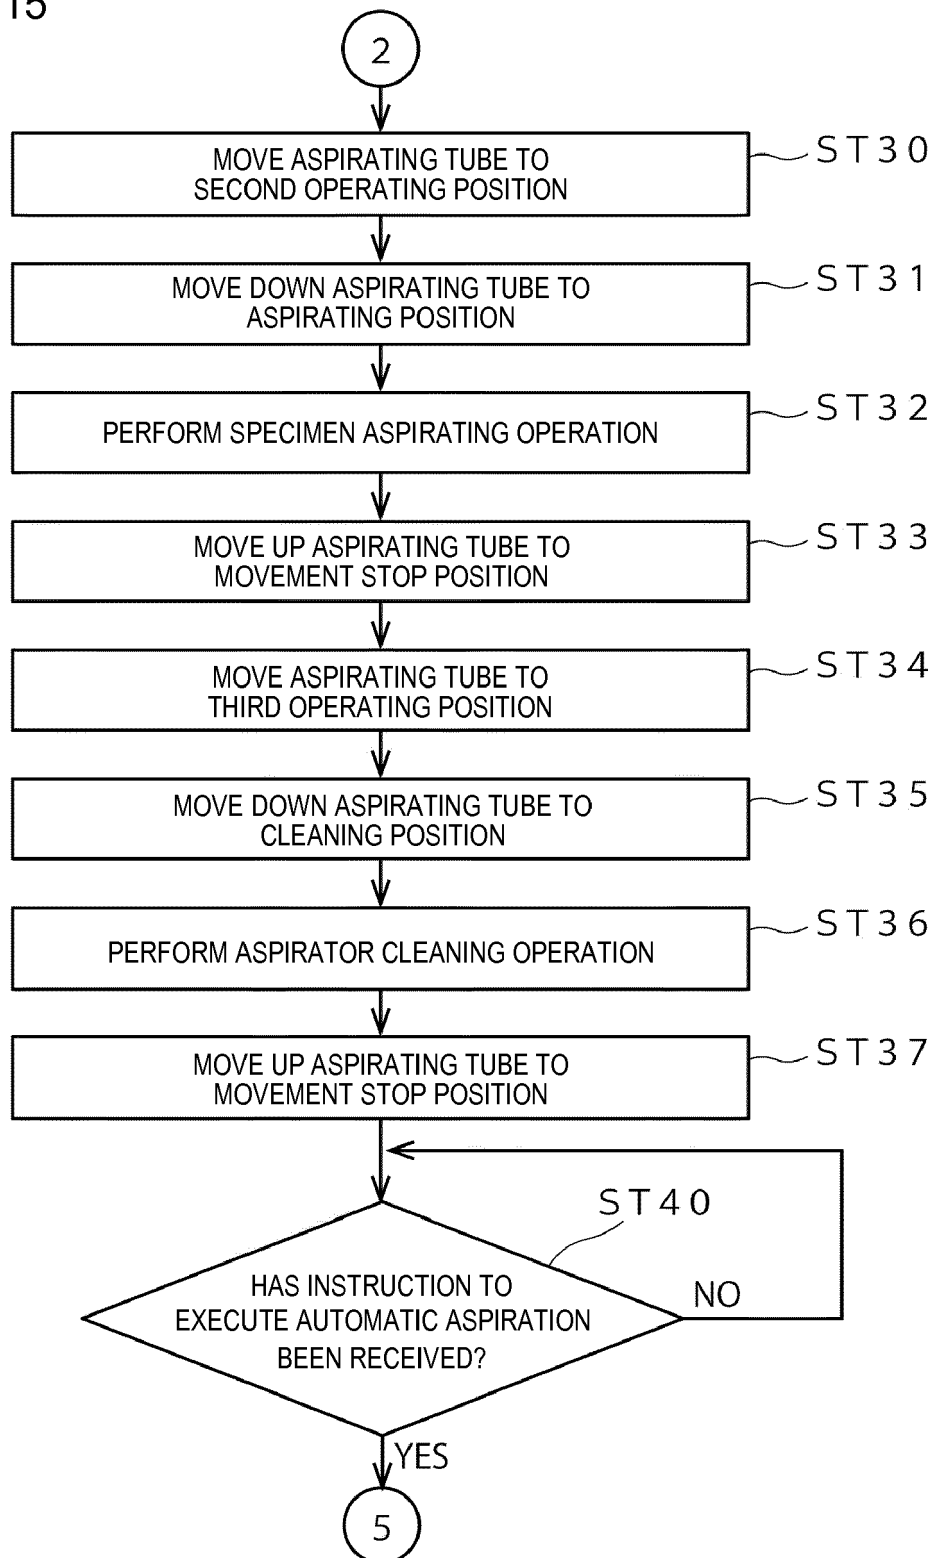 15
2
MOVE ASPIRATING TUBE TO
SECOND OPERATING POSITION
ST30
MOVE DOWN ASPIRATING TUBE TO
ASPIRATING POSITION
ST31
PERFORM SPECIMEN ASPIRATING OPERATION
ST32
MOVE UP ASPIRATING TUBE TO
MOVEMENT STOP POSITION
ST33
MOVE ASPIRATING TUBE TO
THIRD OPERATING POSITION
ST34
MOVE DOWN ASPIRATING TUBE TO
CLEANING POSITION
ST35
PERFORM ASPIRATOR CLEANING OPERATION
ST36
MOVE UP ASPIRATING TUBE TO
MOVEMENT STOP POSITION
ST37
ST40
HAS INSTRUCTION TO
EXECUTE AUTOMATIC ASPIRATION
BEEN RECEIVED?
NO
YES
5